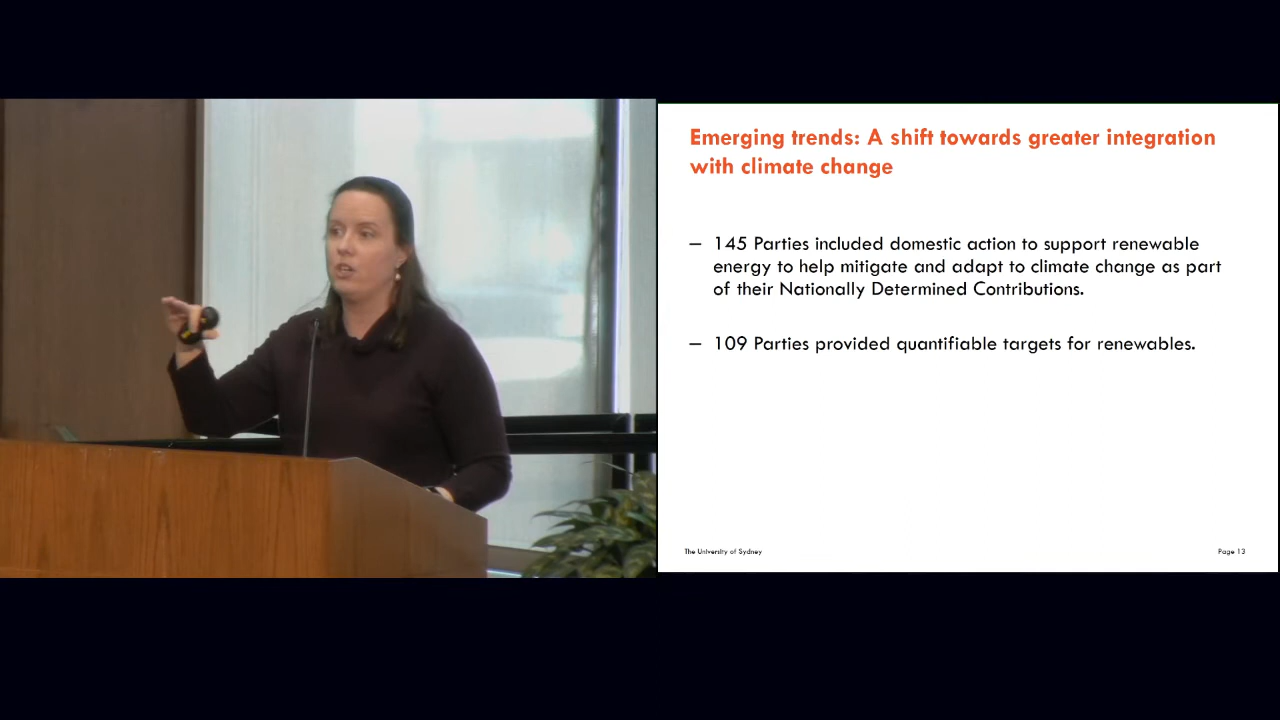 Emerging trends: A shift towards greater integration
with climate change
– 145 Parties included domestic action to support renewable
energy to help mitigate and adapt to climate change as part
of their Nationally Determined Contributions.
– 109 Parties provided quantifiable targets for renewables.
The University of Sydney
Page 13